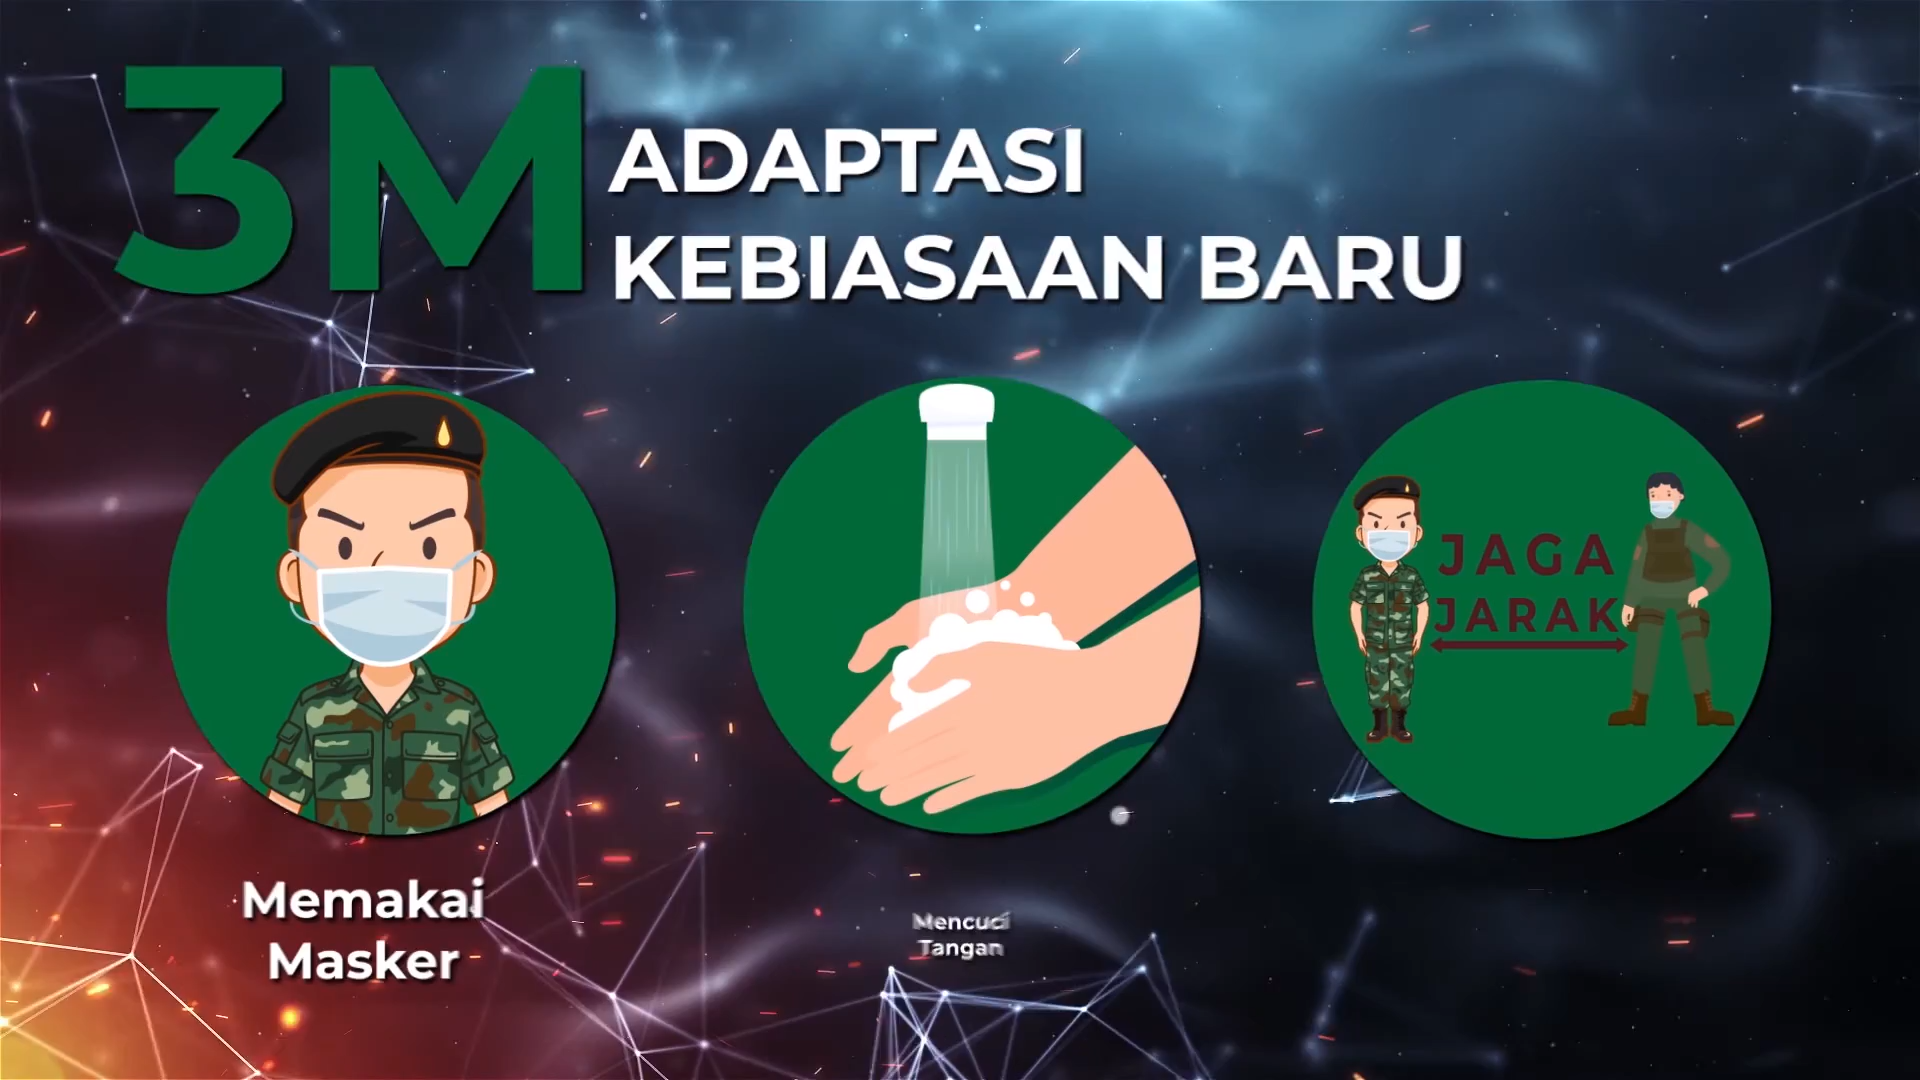 3M
ADAPTASI
KEBIASAAN BARU
JAGA
JARAK
Memakai
Masker
Mencuci
Tangan